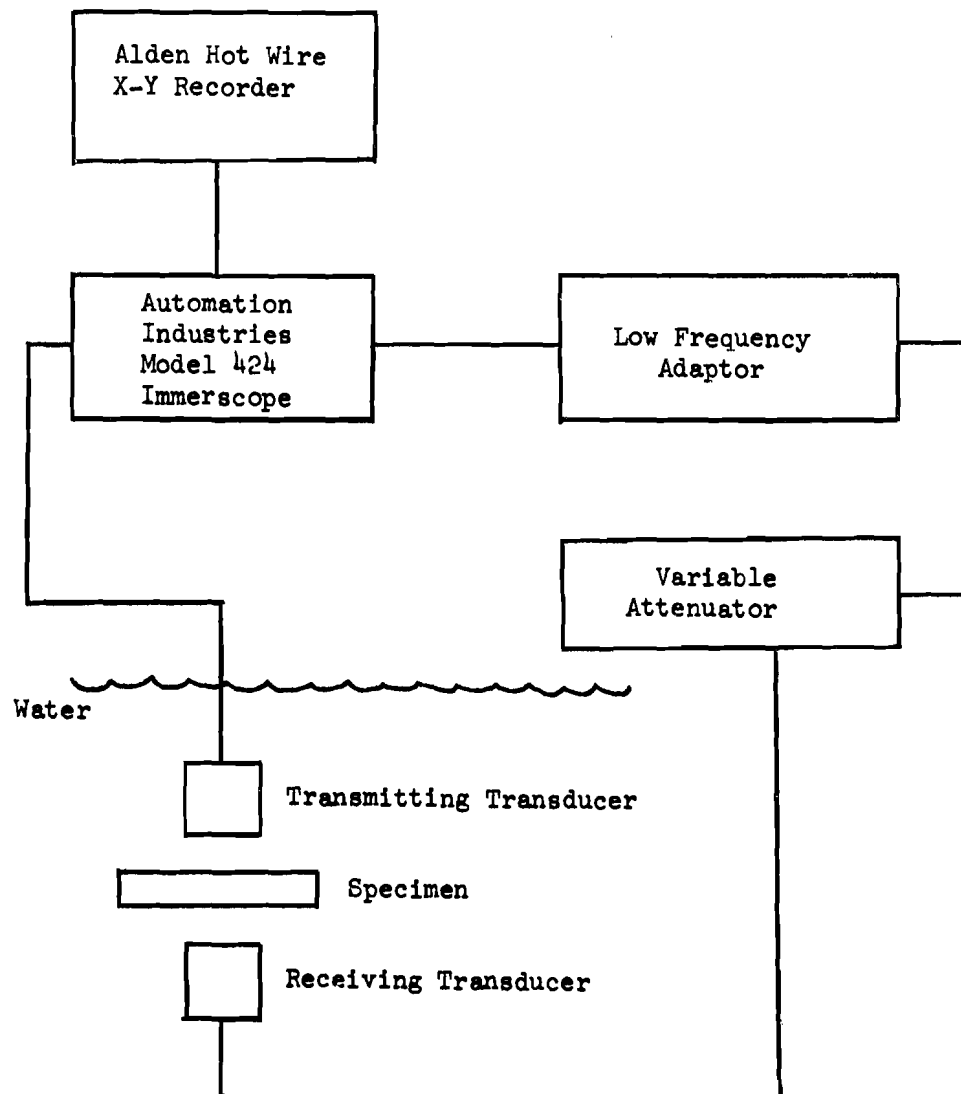 Alden Hot Wire
X-Y Recorder
Automation
Industries
Model 424
Immerscope
Low Frequency
Adaptor
Variable
Attenuator
Water
Transmitting Transducer
Specimen
Receiving Transducer